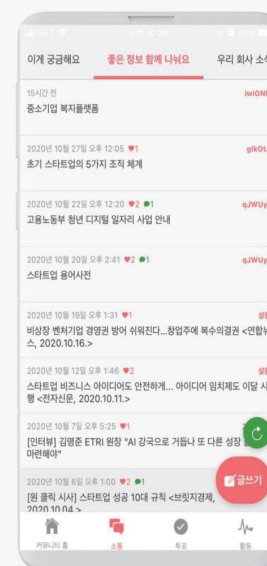 이게 궁금해요 좋은 정보 함께 나눠요 우리 회사 소식
15시간 전
중소기업 복지플랫폼
2020년 10월 27일 오후 12:05 1
초기 스타트업의 5가지 조직 체계
2020년 10월 22일 오후 12:20 2 1
qJWUy
고용노동부 청년 디지털 일자리 사업 안내
2020년 10월 20일 오후 2:41 2 1
qJWUy
스타트업 용어사전
2020년 10월 19일 오후 1:31 1
비상장 벤처기업 경영권 방어 쉬워진다...창업주에 복수의결권 <연합뉴
스, 2020.10.16.>
2020년 10월 12일 오후 1:46 2
스타트업 비즈니스 아이디어도 안전하게... 아이디어 임치제도 이달 시
행 <전자신문, 2020.10.11.>
2020년 10월 7일 오후 5:25 1
[인터뷰] 김명준 ETRI 원장 "AI 강국으로 거듭나 또 다른 성장
마련해야"
2020년 10월 6일 오후 1:00 2 1
[원 클릭 시사] 스타트업 성공 10대 규칙 <브릿지경제,
2020.10.04.>
글쓰기
커뮤니티 홈 소통 투표 활동